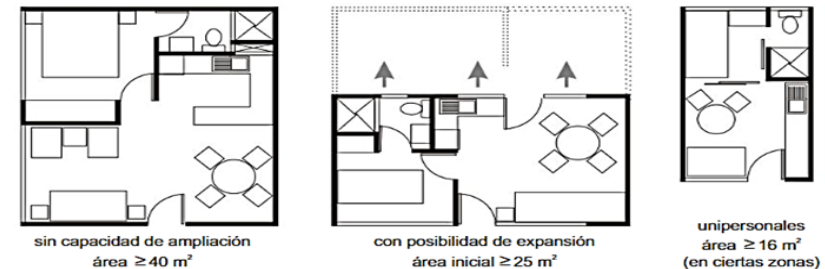 sin capacidad de ampliación
área ≥ 40 m²
con posibilidad de expansión
área inicial ≥ 25 m²
unipersonales
área ≥ 16 m²
(en ciertas zonas)